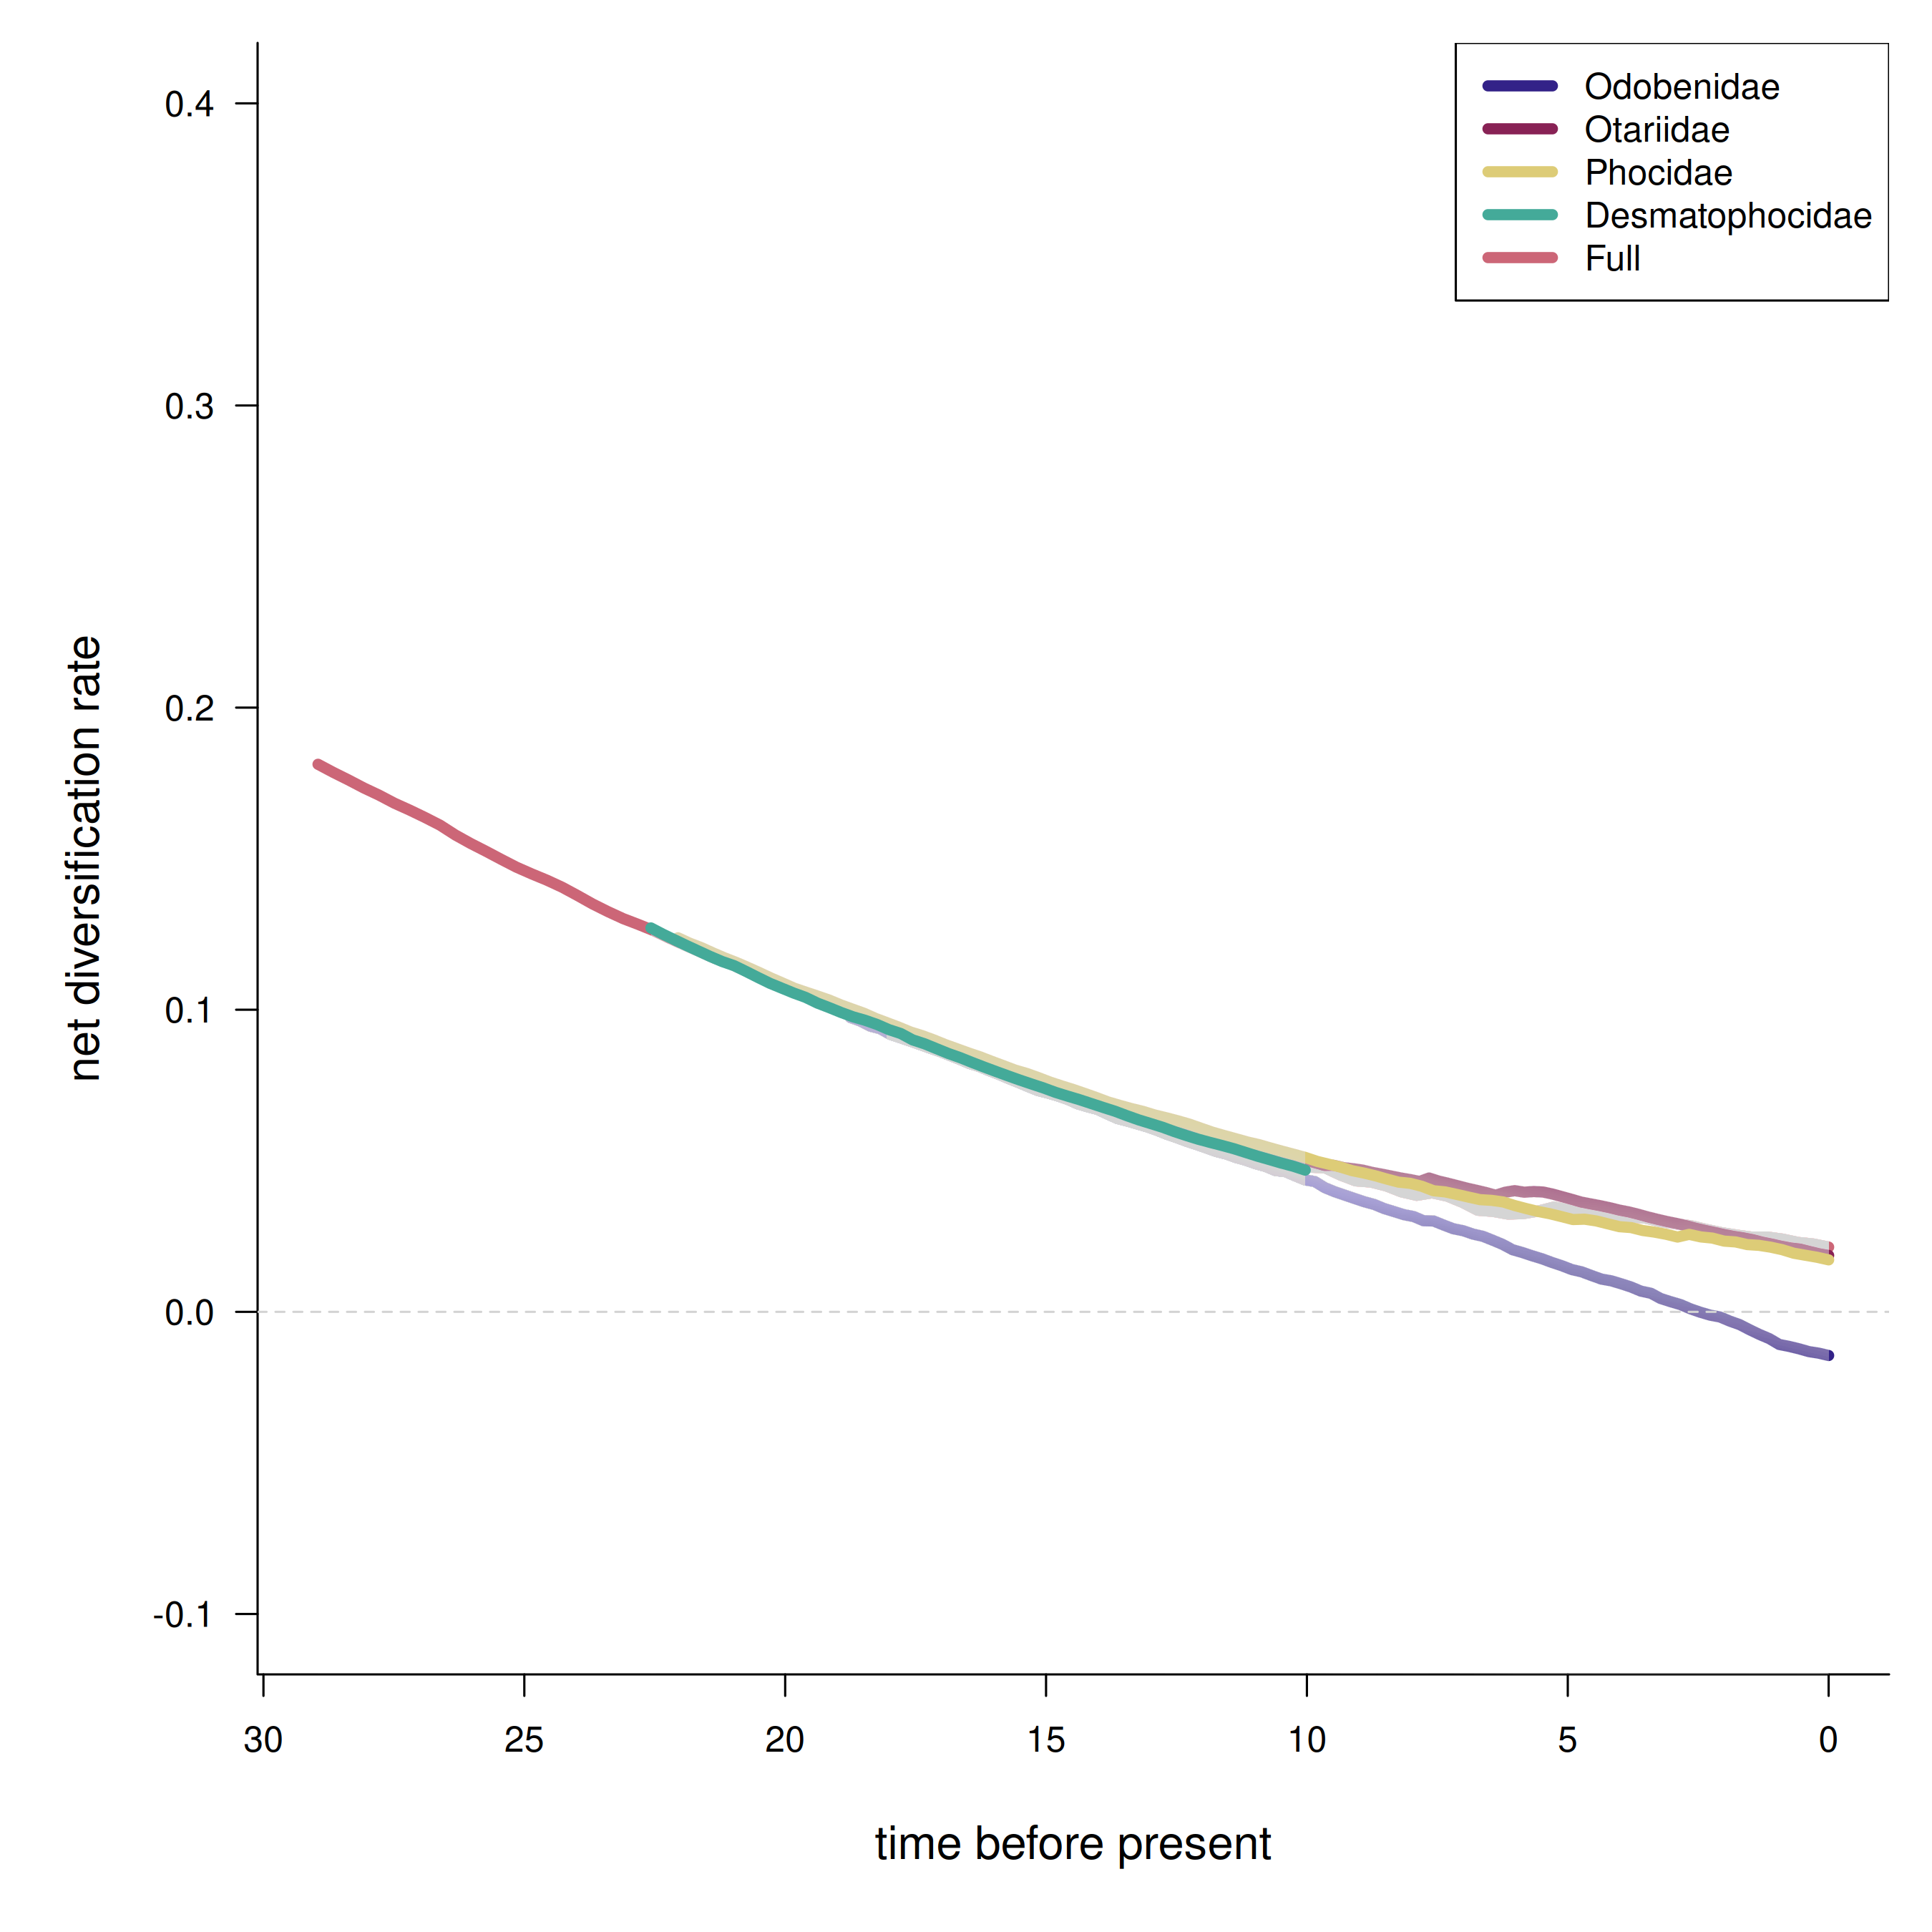 Odobenidae
Otariidae
Phocidae
Desmatophocidae
Full
0.4
0.3
0.2
0.1
0.0
-0.1
net diversification rate
30 25 20 15 10 5 0
time before present